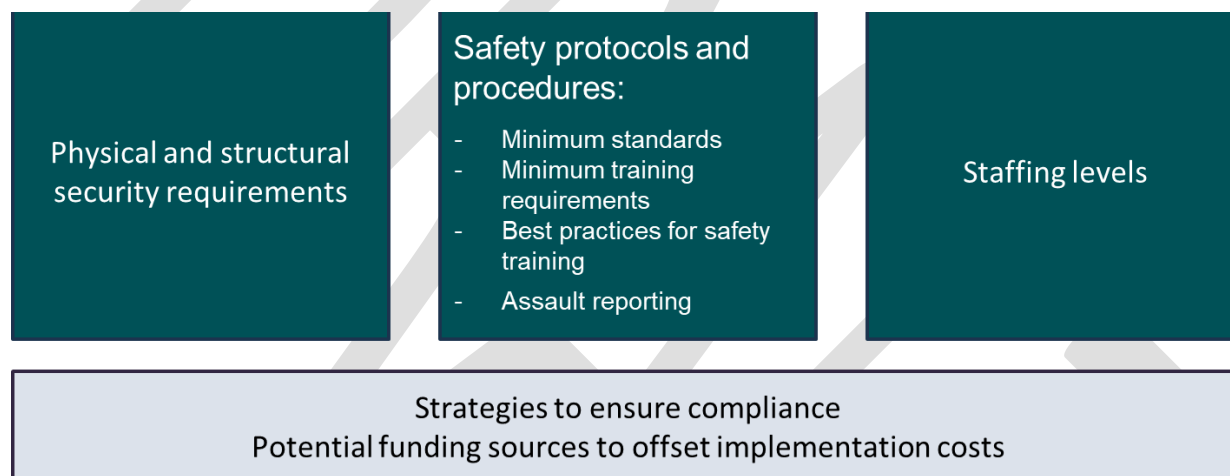 Physical and structural
security requirements
Safety protocols and
procedures:
- Minimum standards
- Minimum training
requirements
- Best practices for safety
training
- Assault reporting
Staffing levels
Strategies to ensure compliance
Potential funding sources to offset implementation costs